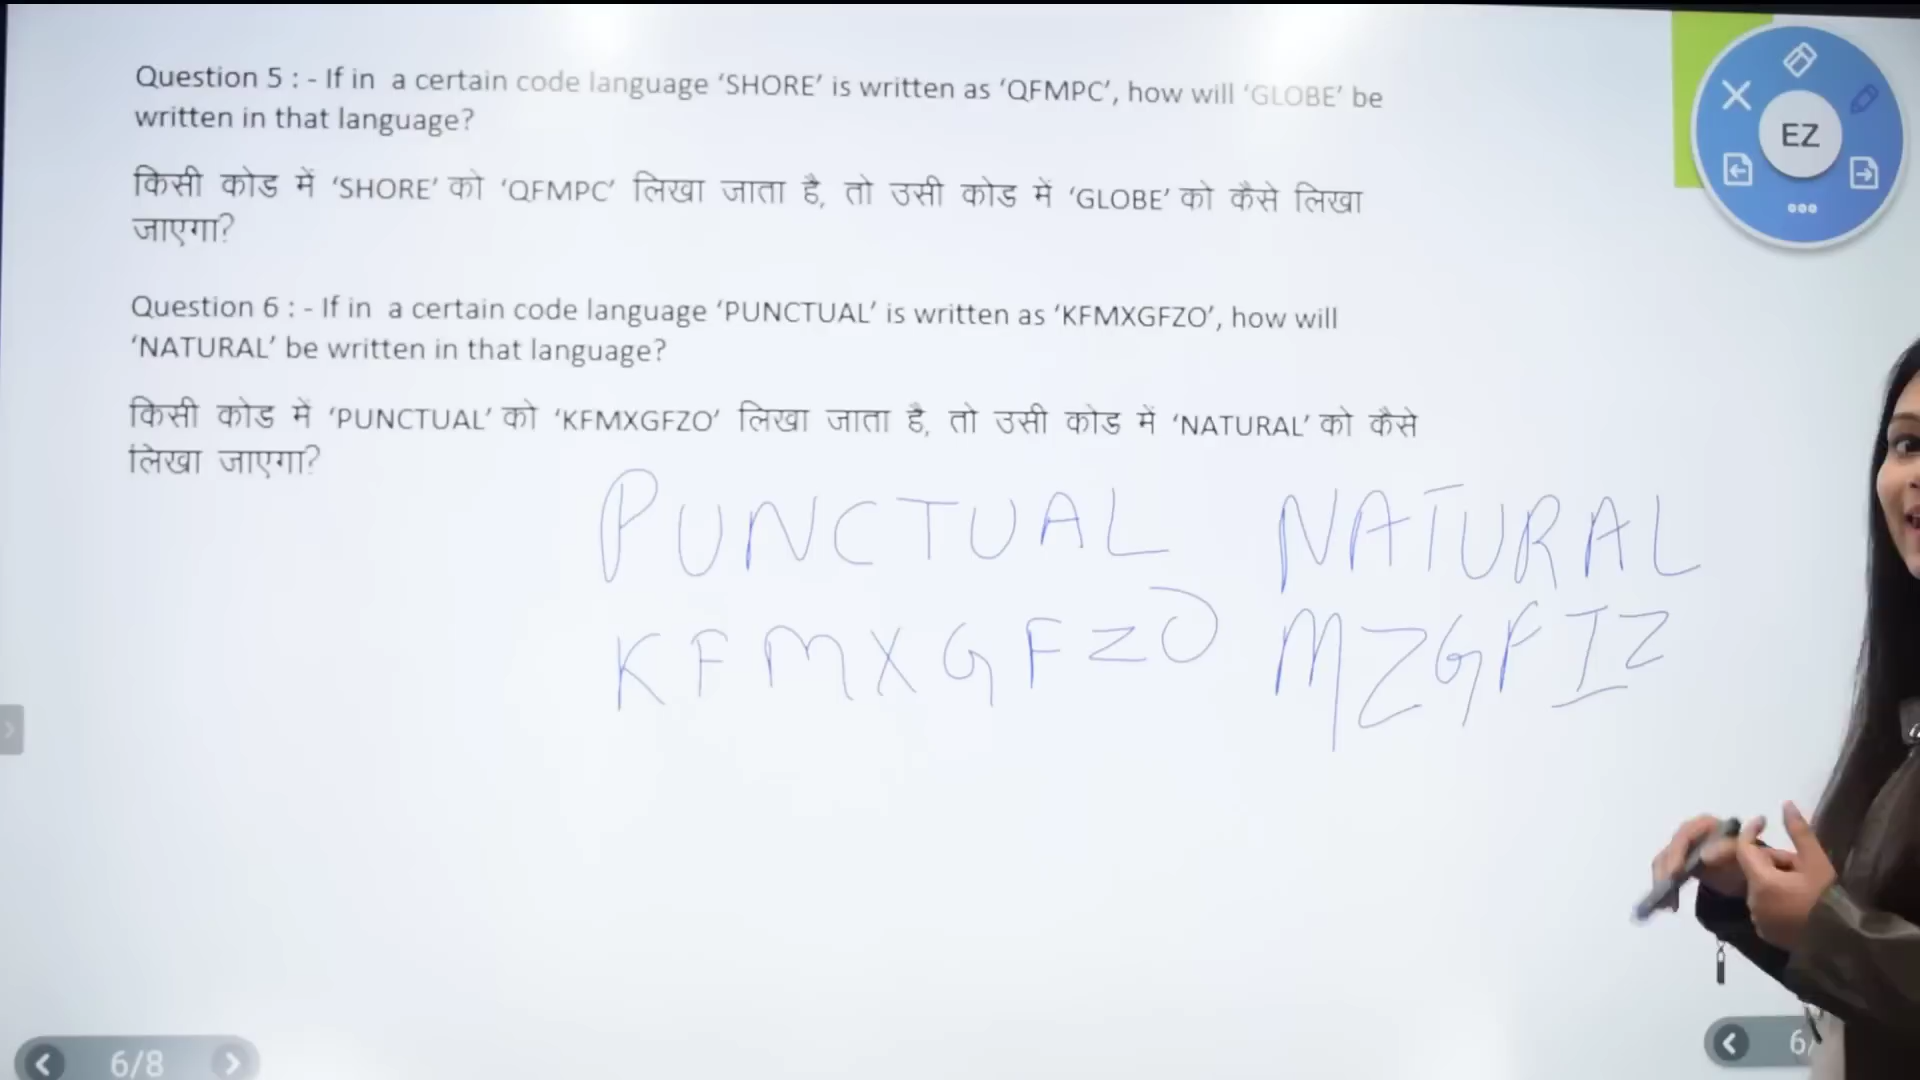 Question 5 : - If in a certain code language ‘SHORE’ is written as ‘QFMPC’, how will ‘GLOBE’ be
written in that language?
किसी कोड में ‘SHORE’ को ‘QFMPC’ लिखा जाता है, तो उसी कोड में ‘GLOBE’ को कैसे लिखा
जाएगा?
Question 6 : - If in a certain code language ‘PUNCTUAL’ is written as ‘KFMXGFZO’, how will
‘NATURAL’ be written in that language?
किसी कोड में ‘PUNCTUAL’ को ‘KFMXGFZO’ लिखा जाता है, तो उसी कोड में ‘NATURAL’ को कैसे
लिखा जाएगा?
PUNCTUAL NATURAL
KFMXGFZO MZGFIZ
EZ
6/8
6/